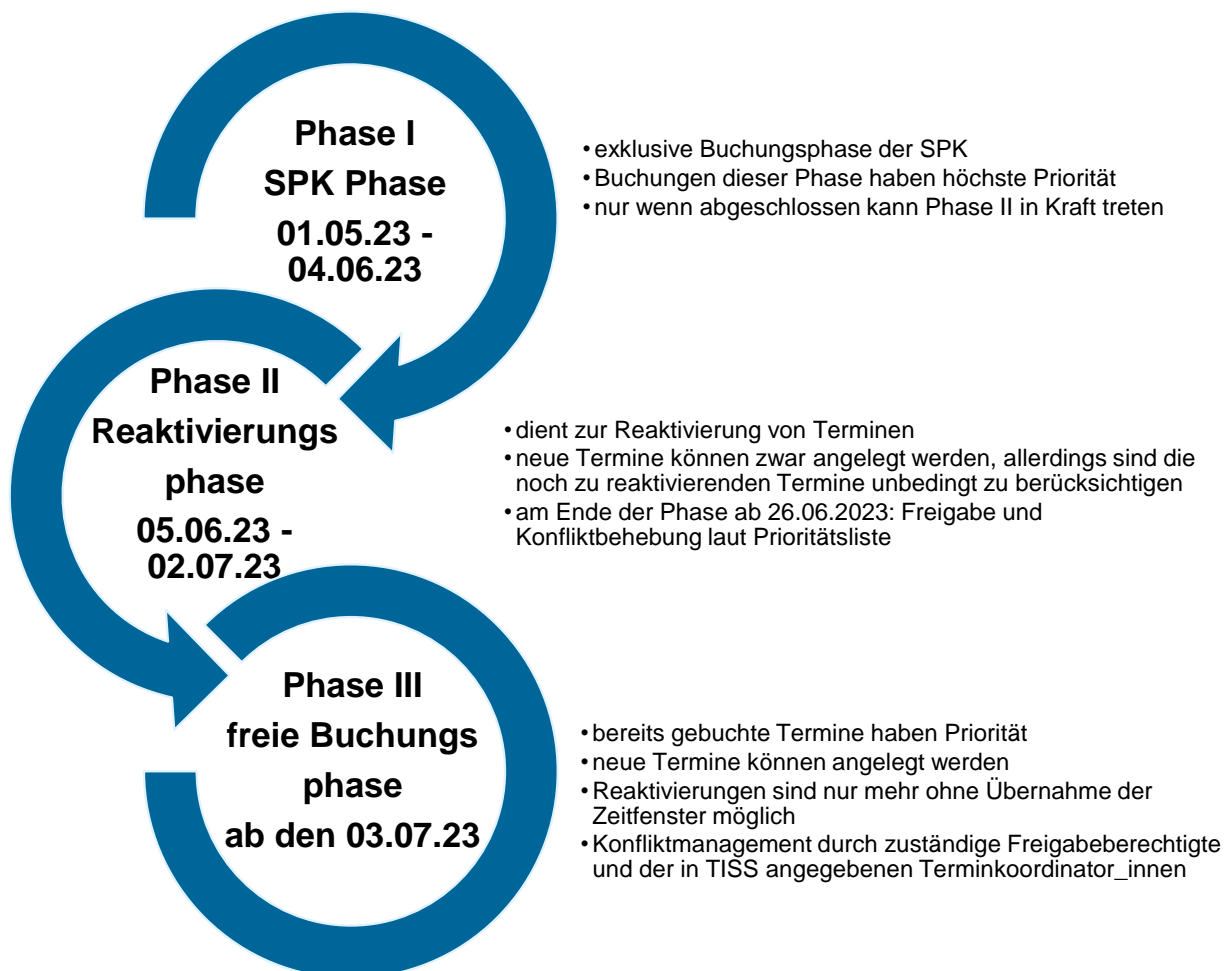 Phase I
SPK Phase
01.05.23 -
04.06.23
• exklusive Buchungsphase der SPK
• Buchungen dieser Phase haben höchste Priorität
• nur wenn abgeschlossen kann Phase II in Kraft treten
Phase II
Reaktivierungs
phase
05.06.23 -
02.07.23
• dient zur Reaktivierung von Terminen
• neue Termine können zwar angelegt werden, allerdings sind die
noch zu reaktivierenden Termine unbedingt zu berücksichtigen
• am Ende der Phase ab 26.06.2023: Freigabe und
Konfliktbehebung laut Prioritätsliste
Phase III
freie Buchungs
phase
ab den 03.07.23
• bereits gebuchte Termine haben Priorität
• neue Termine können angelegt werden
• Reaktivierungen sind nur mehr ohne Übernahme der
Zeitfenster möglich
• Konfliktmanagement durch zuständige Freigabeberechtigte
und der in TISS angegebenen Terminkoordinator_innen